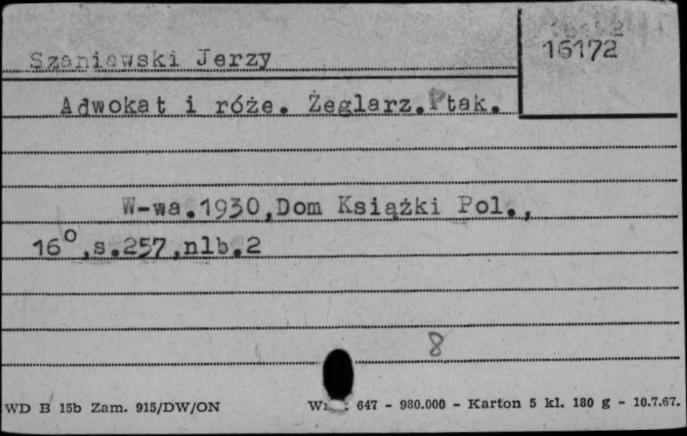 Szaniawski Jerzy
16172
Adwokat i róże. Żeglarz. Ptak.
W-wa.1930,Dom Książki Pol.,
16°,s.257,nlb.2
8
WD B 15b Zam. 915/DW/ON
647 - 980.000 - Karton 5 kl. 180 g - 10.7.67.